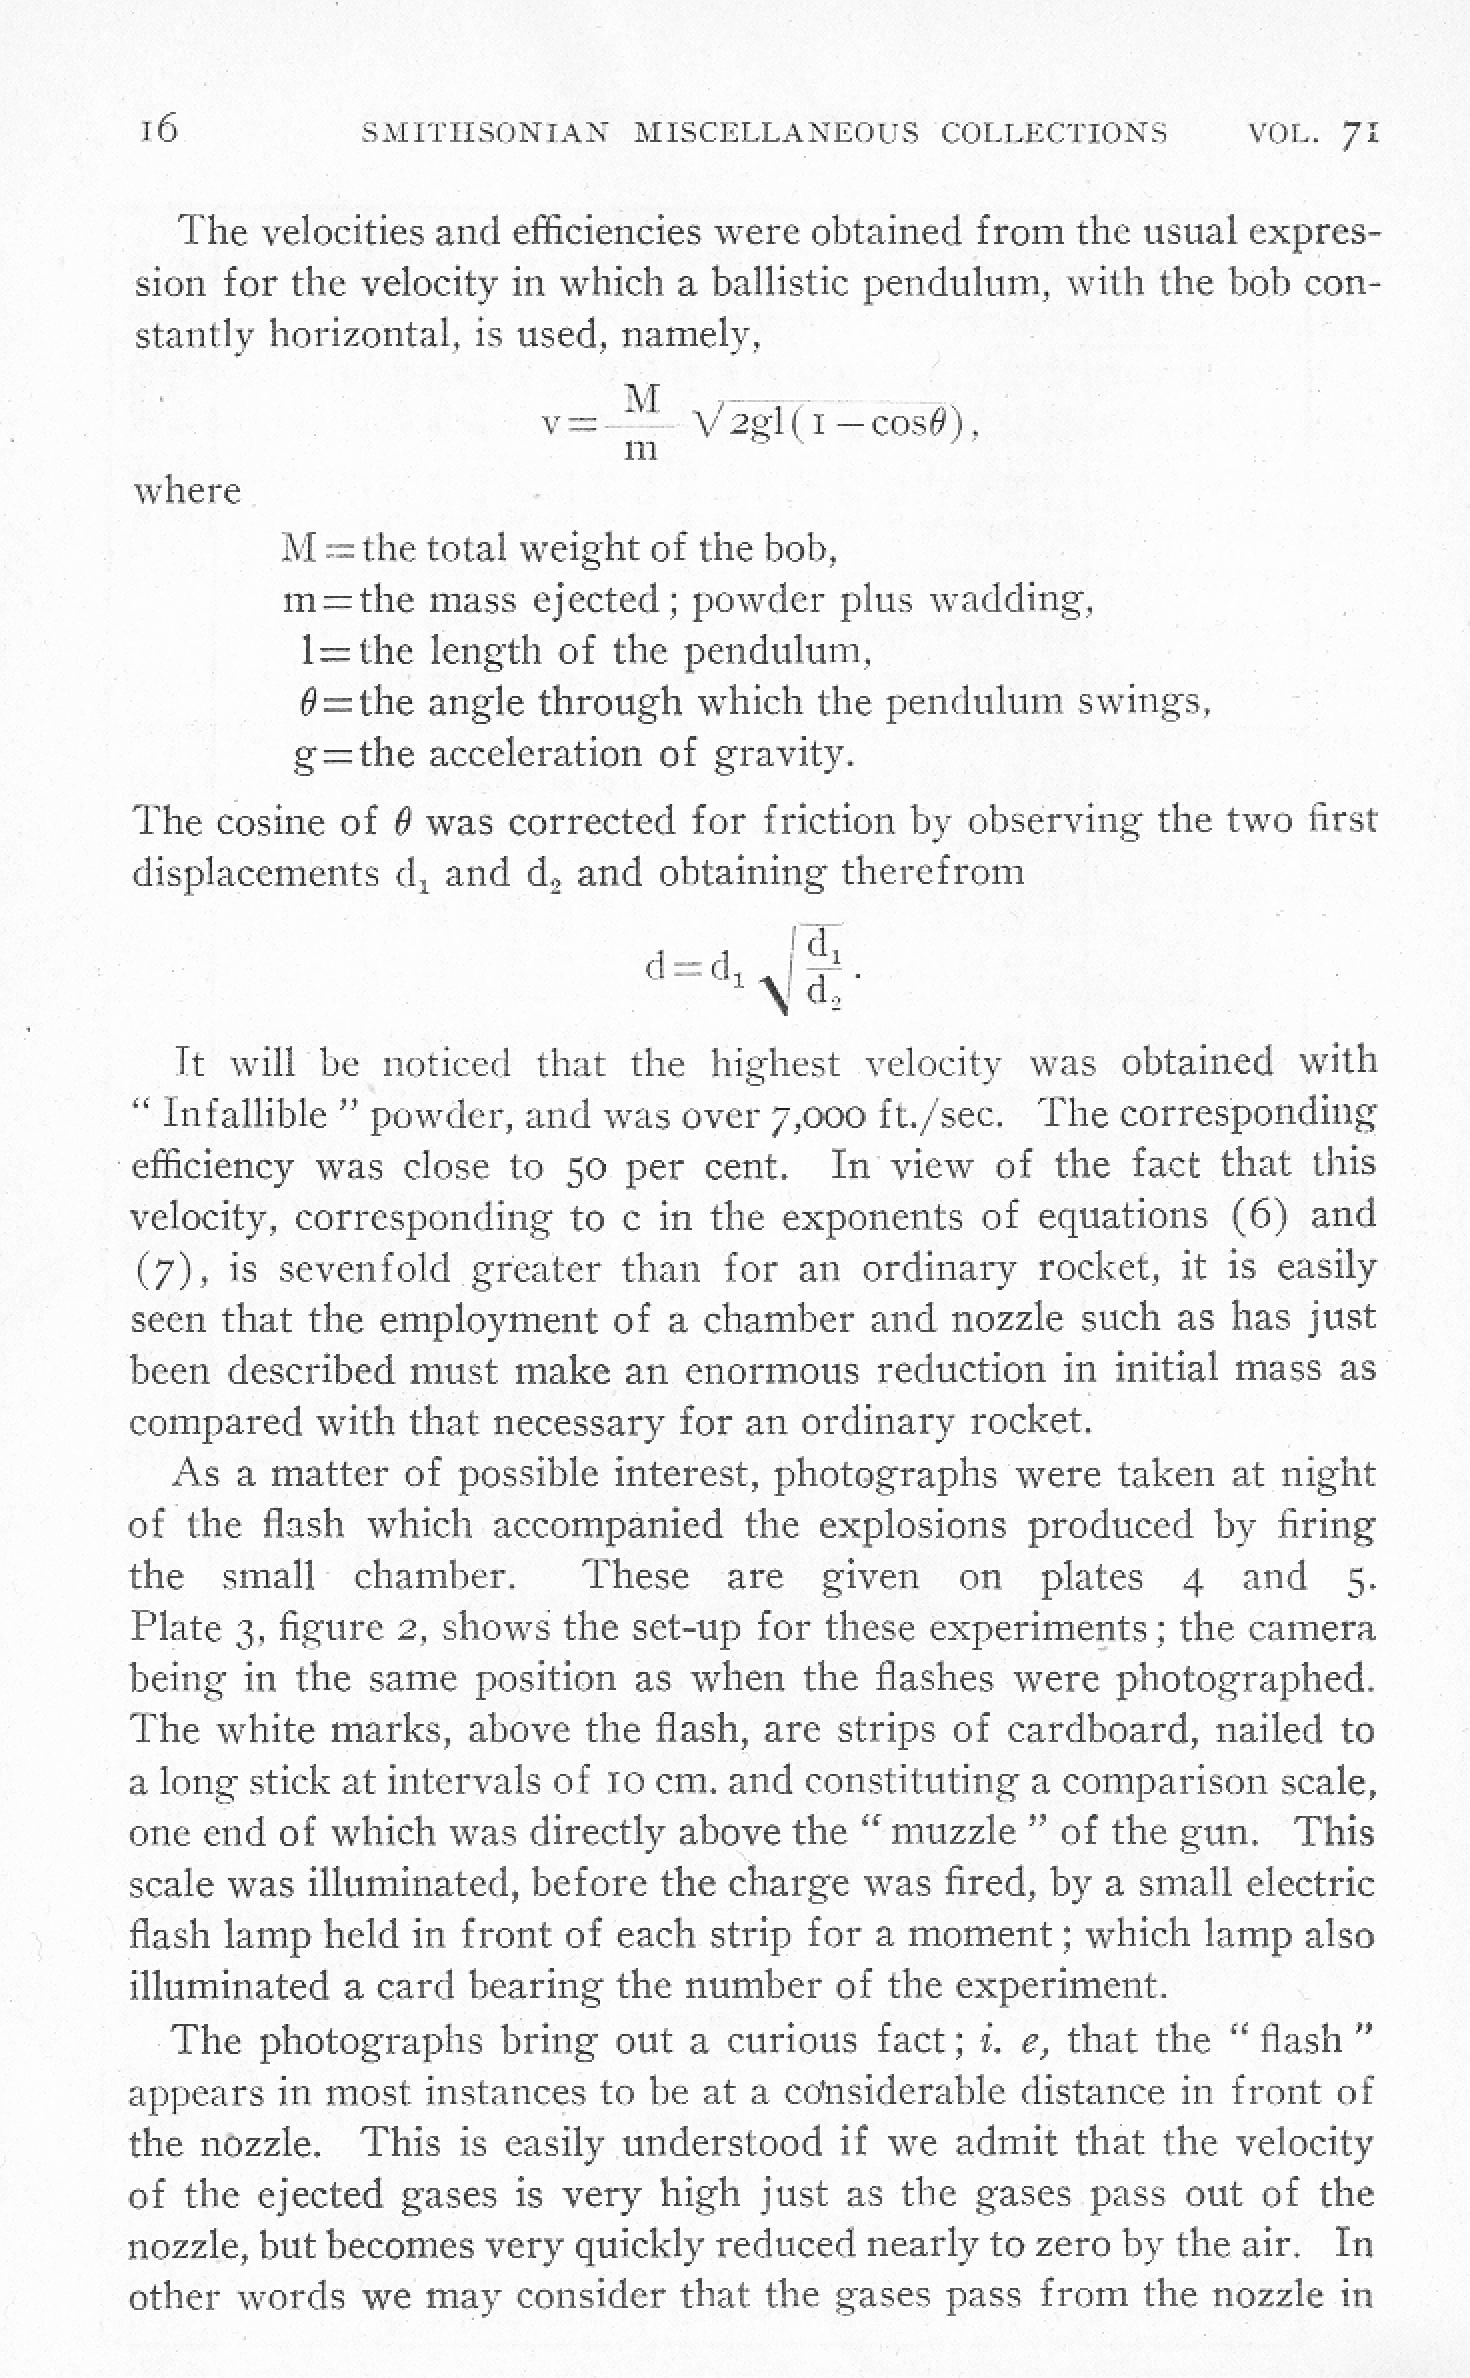 16 SMITHSONIAN MISCELLANEOUS COLLECTIONS VOL. 71
The velocities and efficiencies were obtained from the usual expres-
sion for the velocity in which a ballistic pendulum, with the bob con-
stantly horizontal, is used, namely,
v = M/m √2gl(1−cosθ),
where
M = the total weight of the bob,
m = the mass ejected; powder plus wadding,
l = the length of the pendulum,
θ = the angle through which the pendulum swings,
g = the acceleration of gravity.
The cosine of θ was corrected for friction by observing the two first
displacements d₁ and d₂ and obtaining therefrom
d = d₁ √d₁/d₂.
It will be noticed that the highest velocity was obtained with
“ Infallible ” powder, and was over 7,000 ft./sec. The corresponding
efficiency was close to 50 per cent. In view of the fact that this
velocity, corresponding to c in the exponents of equations (6) and
(7), is sevenfold greater than for an ordinary rocket, it is easily
seen that the employment of a chamber and nozzle such as has just
been described must make an enormous reduction in initial mass as
compared with that necessary for an ordinary rocket.
As a matter of possible interest, photographs were taken at night
of the flash which accompanied the explosions produced by firing
the small chamber. These are given on plates 4 and 5.
Plate 3, figure 2, shows the set-up for these experiments; the camera
being in the same position as when the flashes were photographed.
The white marks, above the flash, are strips of cardboard, nailed to
a long stick at intervals of 10 cm. and constituting a comparison scale,
one end of which was directly above the “ muzzle ” of the gun. This
scale was illuminated, before the charge was fired, by a small electric
flash lamp held in front of each strip for a moment; which lamp also
illuminated a card bearing the number of the experiment.
The photographs bring out a curious fact; i. e, that the “ flash ”
appears in most instances to be at a considerable distance in front of
the nozzle. This is easily understood if we admit that the velocity
of the ejected gases is very high just as the gases pass out of the
nozzle, but becomes very quickly reduced nearly to zero by the air. In
other words we may consider that the gases pass from the nozzle in